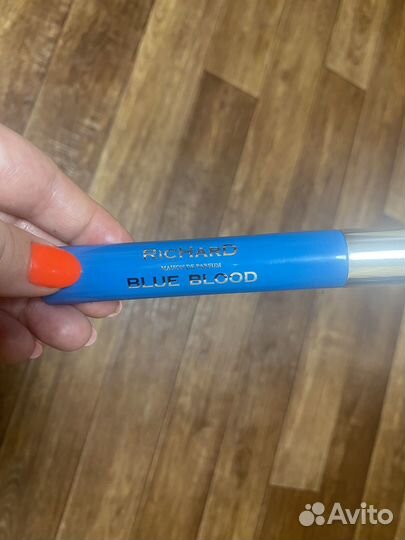 RICHARD
MAISON DE PARFUM
BLUE BLOOD
Avito